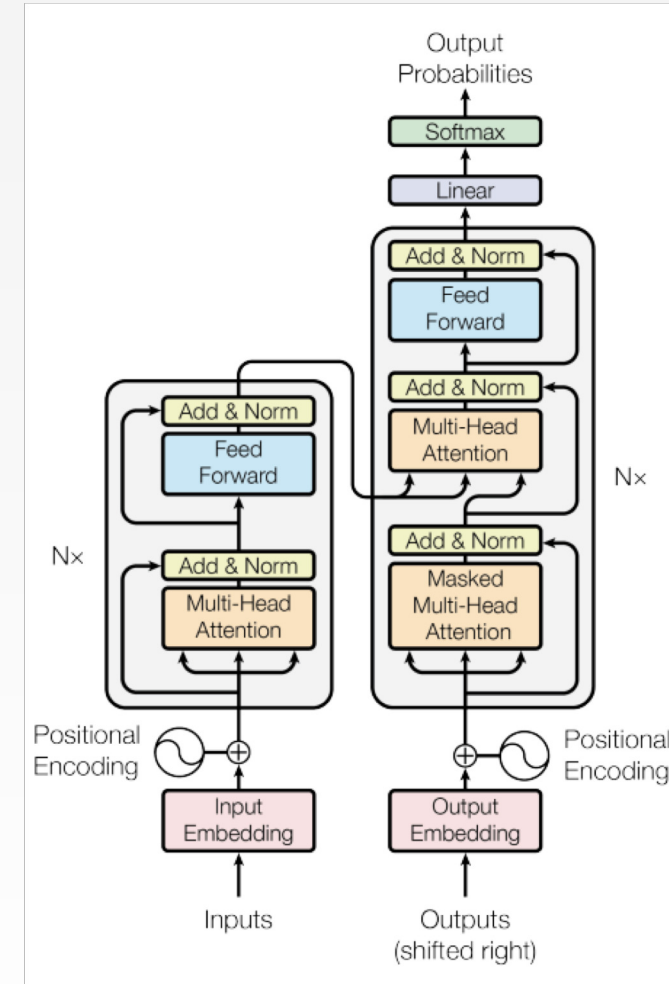 Output
Probabilities
Softmax
Linear
Add & Norm
Feed
Forward
Add & Norm
Multi-Head
Attention
Add & Norm
Masked
Multi-Head
Attention
Nx
Add & Norm
Feed
Forward
Add & Norm
Multi-Head
Attention
Nx
Positional
Encoding
Positional
Encoding
Input
Embedding
Output
Embedding
Inputs
Outputs
(shifted right)